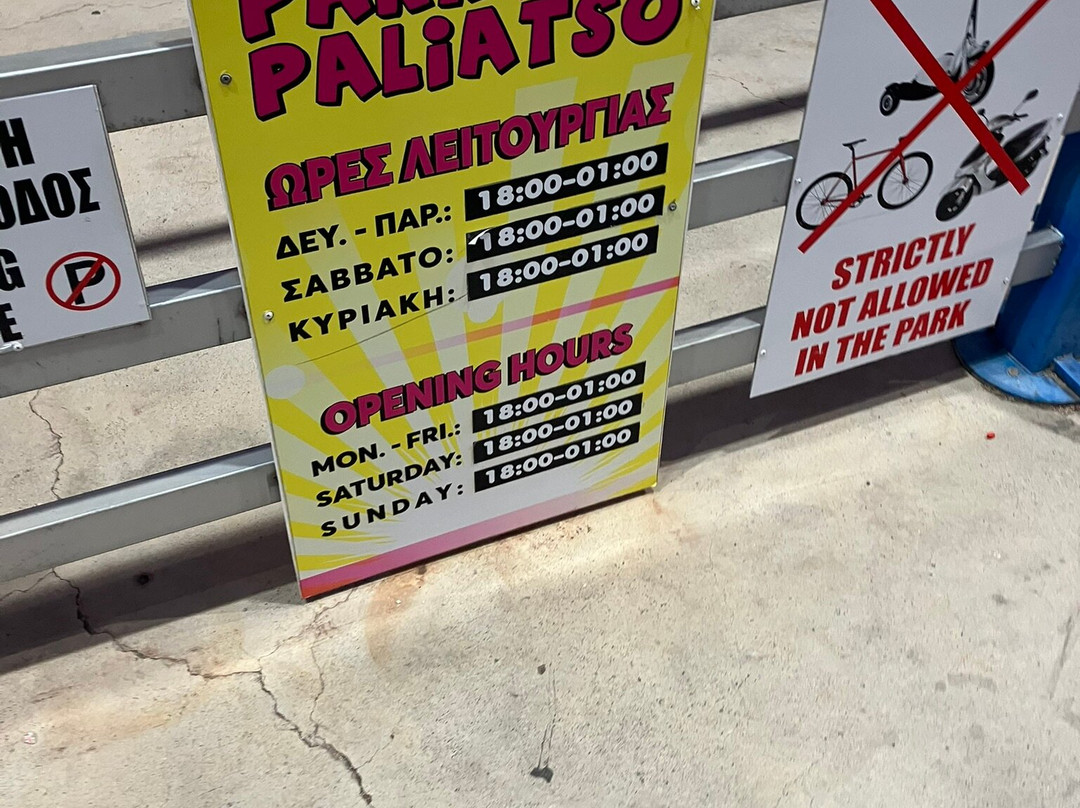 PALiATSO
ΩΡΕΣ ΛΕΙΤΟΥΡΓΙΑΣ
ΔΕΥ. - ΠΑΡ.: 18:00-01:00
ΣΑΒΒΑΤΟ: 18:00-01:00
ΚΥΡΙΑΚΗ: 18:00-01:00
OPENING HOURS
MON. - FRI.: 18:00-01:00
SATURDAY: 18:00-01:00
SUNDAY: 18:00-01:00
P
STRICTLY
NOT ALLOWED
IN THE PARK